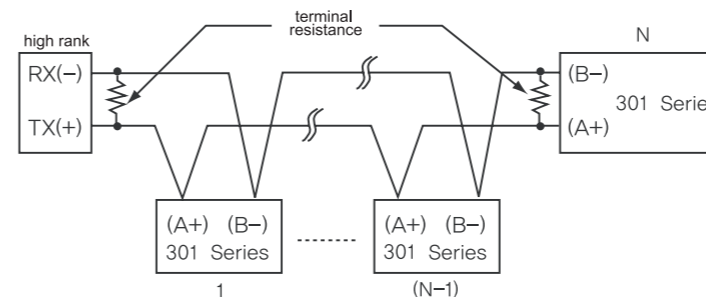 terminal
resistance
high rank
N
RX(-)
TX(+)
(B-)
301 Serie
(A+)
(A+) (B-)
301 Series
1
(A+) (B-)
301 Series
(N-1)